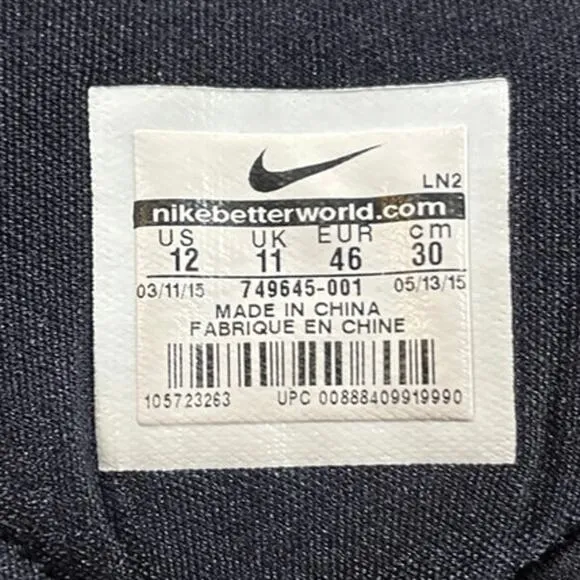 LN2
nikebetterworld.com
US UK EUR cm
12 11 46 30
03/11/15 749645-001 05/13/15
MADE IN CHINA
FABRIQUE EN CHINE
105723263 UPC 00888409919990